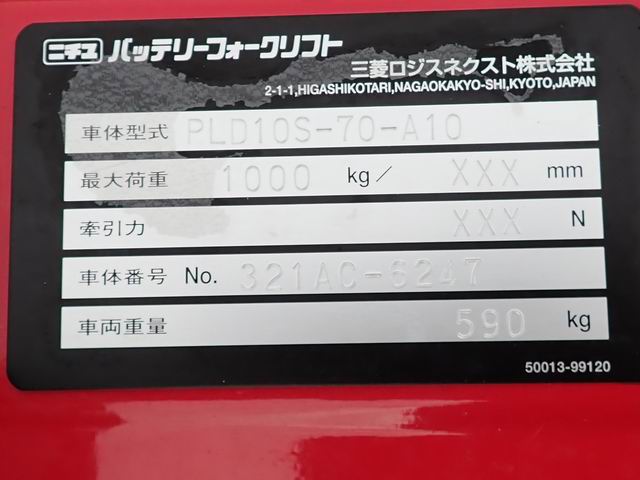 ニチユ バッテリーフォークリフト
三菱ロジスネクスト株式会社
2-1-1,HIGASHIKOTARI,NAGAOKAKYO-SHI,KYOTO,JAPAN
車体型式 PLD10S-70-A10
最大荷重 1000 kg／ XXX mm
牽引力 XXX N
車体番号 No. 321AC-6247
車両重量 590 kg
50013-99120